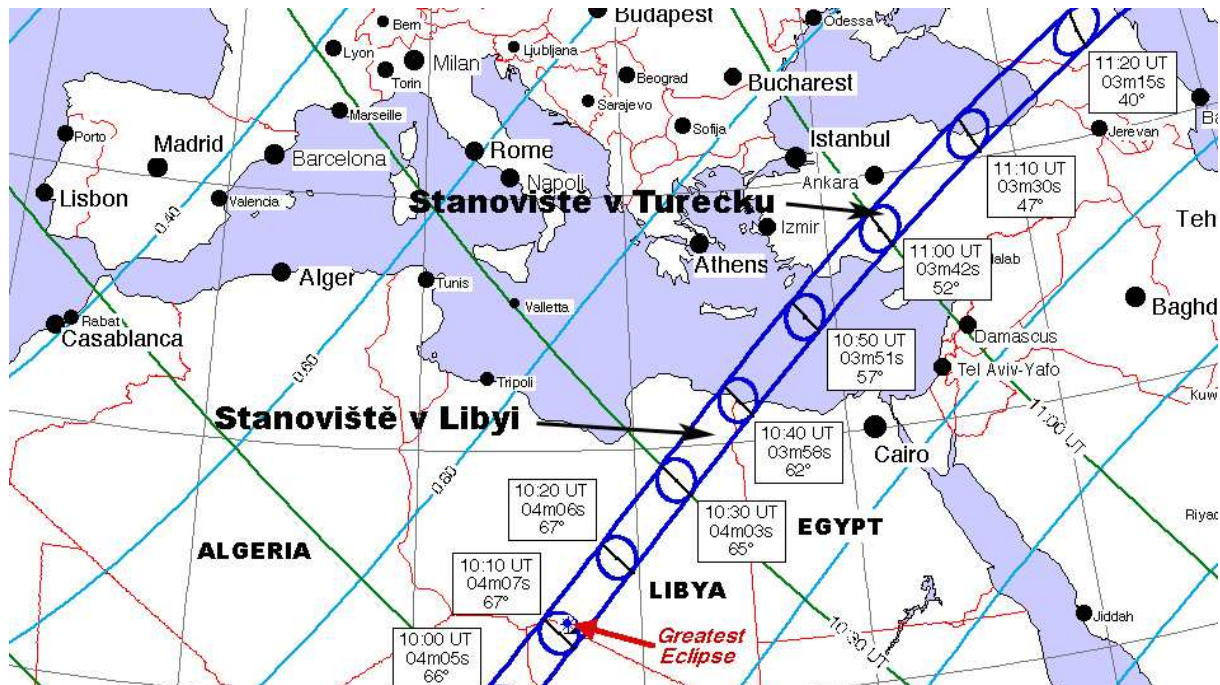 Bern
Budapest
Odessa
Lyon
Ljubljana
Milan
Torin
Beograd
Bucharest
11:20 UT
03m15s
40°
Marseille
Sarajevo
Porto
Sofija
Jerevan
Madrid
Istanbul
Barcelona
Rome
Napoli
Ankara
11:10 UT
03m30s
47°
Lisbon
Valencia
0.40
Stanoviště v Turecku
Izmir
Teh
Athens
11:00 UT
03m42s
52°
alab
Alger
Tunis
Valletta
Baghd
Rabat
Casablanca
Damascus
10:50 UT
03m51s
57°
Tel Aviv-Yafo
0.60
Tripoli
Kuw
Stanoviště v Libyi
11:00 UT
10:40 UT
03m58s
62°
Cairo
0.80
10:20 UT
04m06s
67°
10:30 UT
04m03s
65°
EGYPT
Riyad
ALGERIA
10:10 UT
04m07s
67°
LIBYA
Jiddah
Greatest
Eclipse
10:30 UT
10:00 UT
04m05s
66°